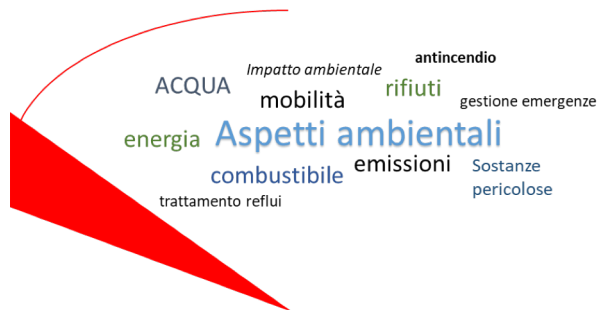 antincendio
Impatto ambientale
ACQUA
rifiuti
mobilità
gestione emergenze
Aspetti ambientali
energia
emissioni
Sostanze
pericolose
combustibile
trattamento reflui